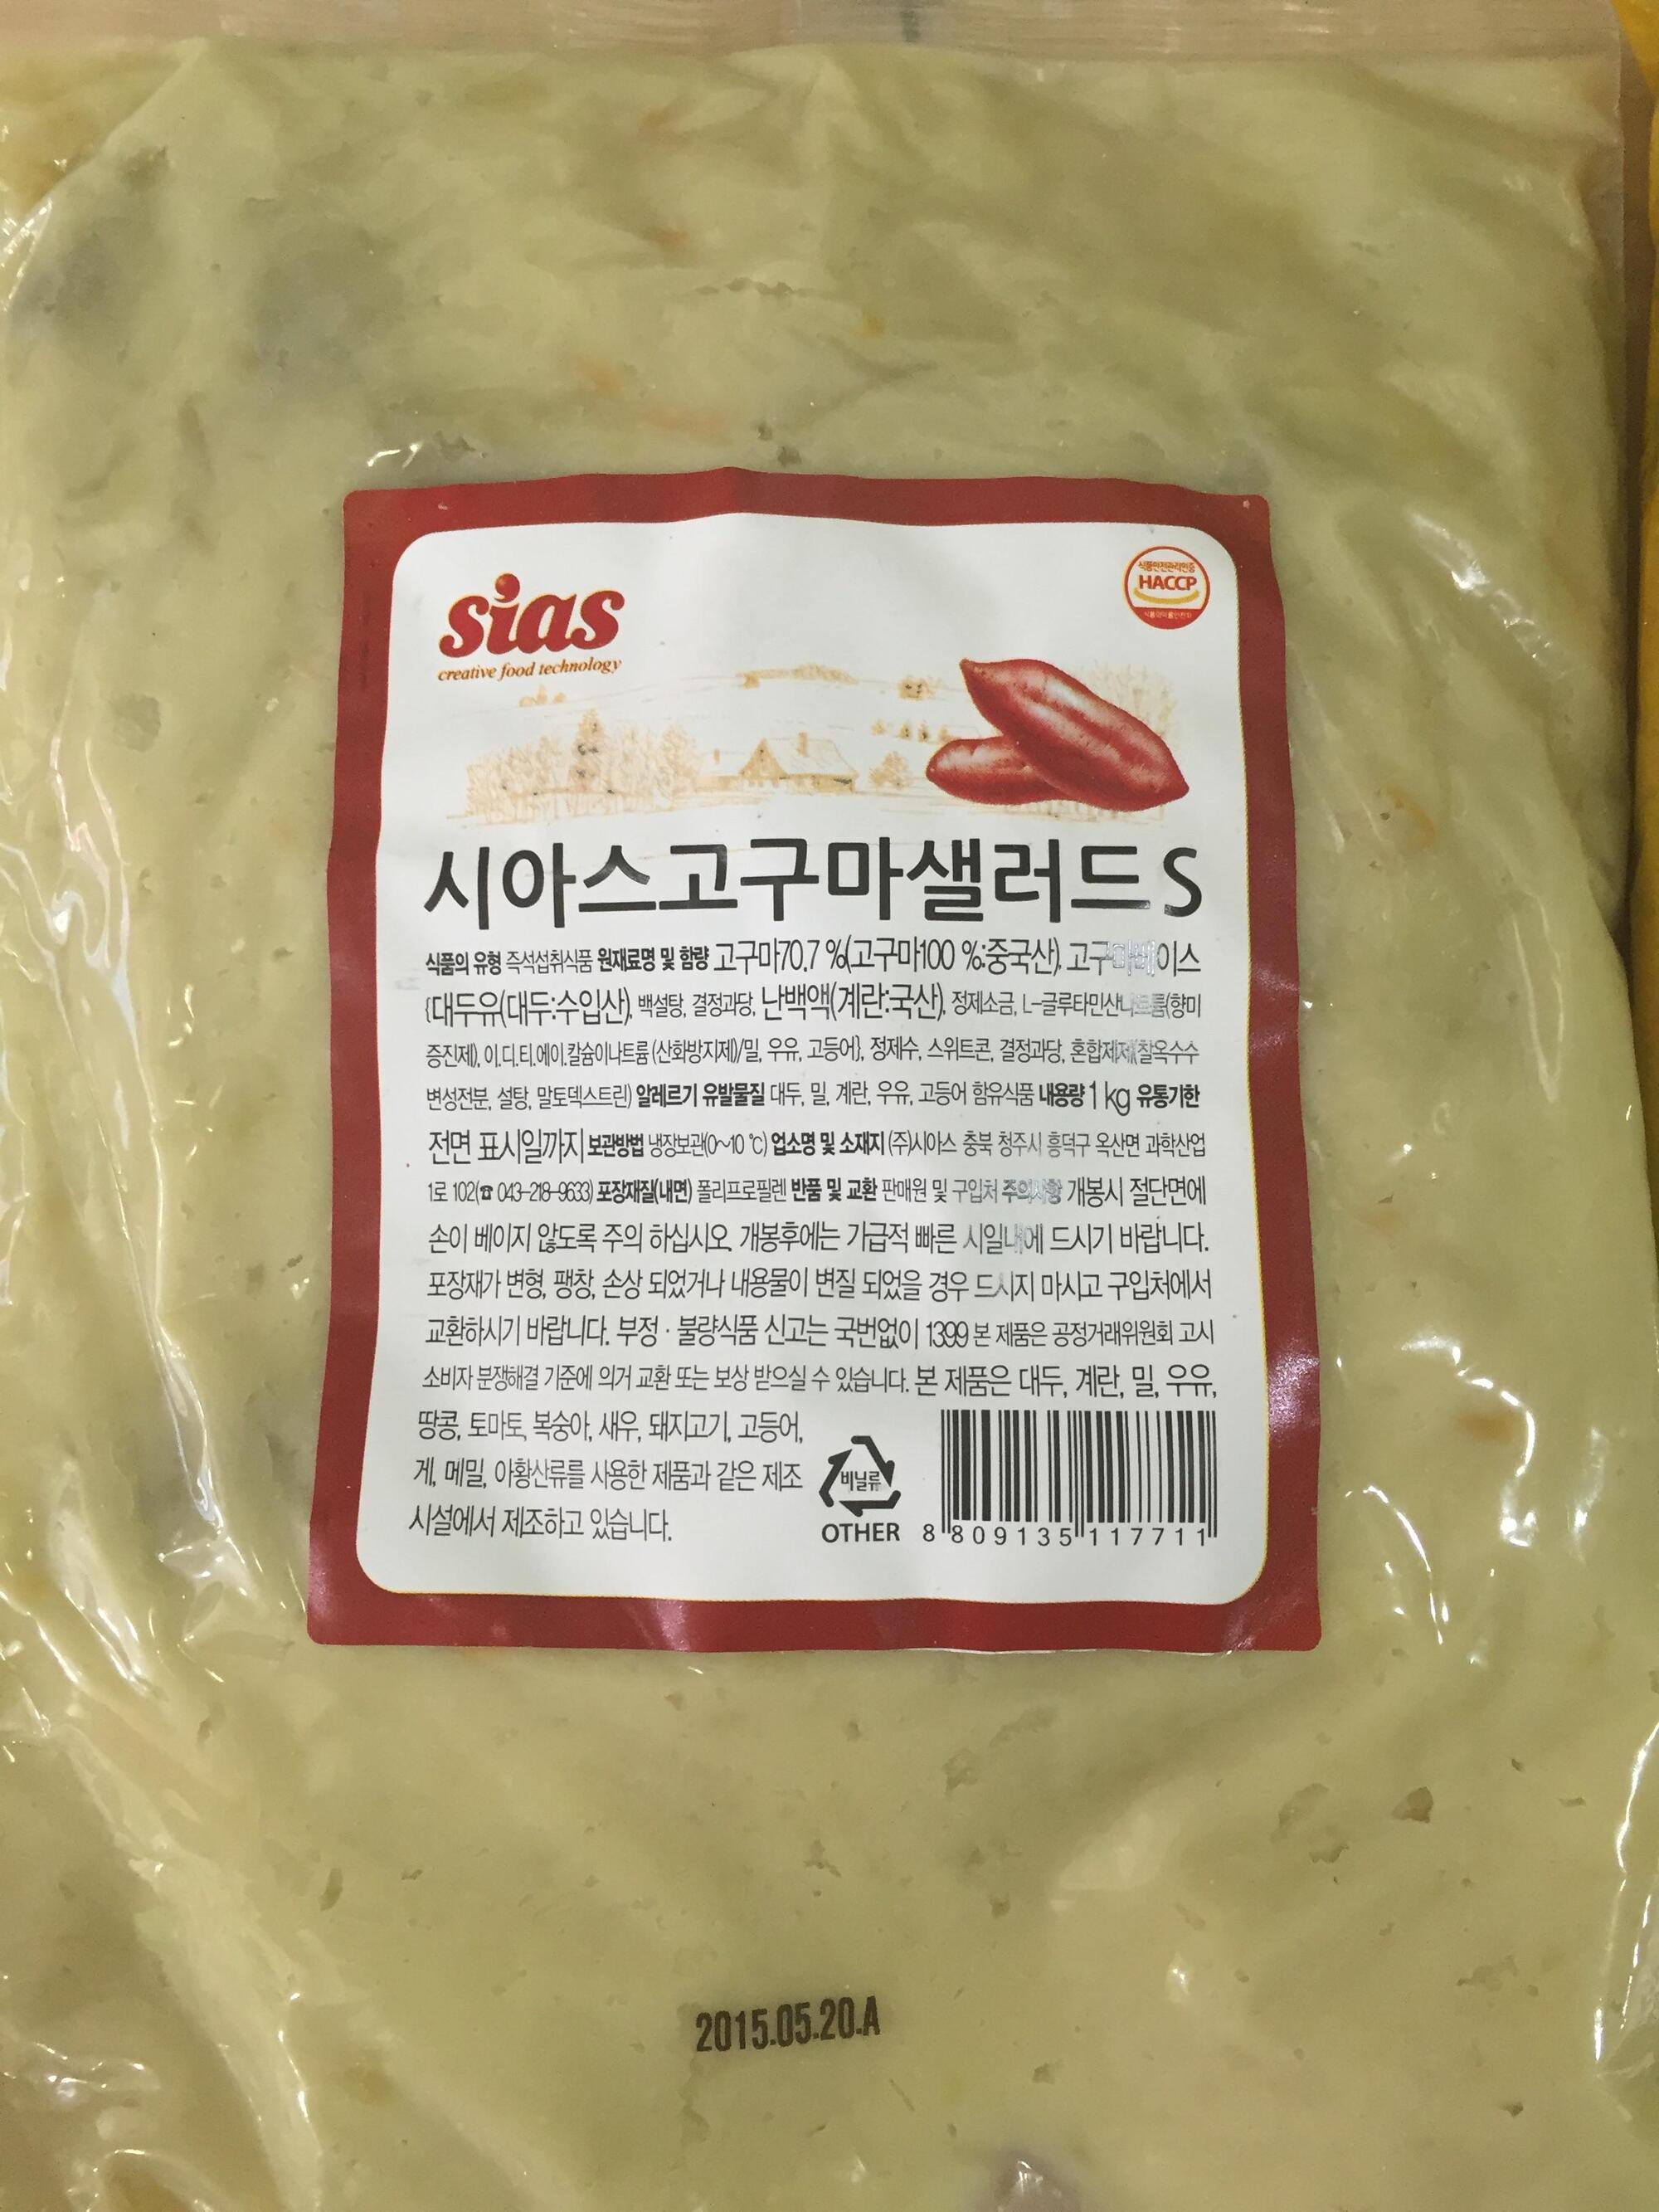 sias
creative food technology
식품안전관리인증
HACCP
시아스고구마샐러드S
식품의 유형 즉석섭취식품 원재료명 및 함량 고구마70.7 %(고구마100 %:중국산), 고구마베이스
{대두유(대두:수입산), 백설탕, 결정과당, 난백액(계란:국산), 정제소금, L-글루타민산나트륨(향미
증진제), 이.디.티.에이.칼슘이나트륨(산화방지제)/밀, 우유, 고등어}, 정제수, 스위트콘, 결정과당, 혼합제제(찰옥수수
변성전분, 설탕, 말토덱스트린) 알레르기 유발물질 대두, 밀, 계란, 우유, 고등어 함유식품 내용량 1 kg 유통기한
전면 표시일까지 보관방법 냉장보관(0~10 ℃) 업소명 및 소재지 (주)시아스 충북 청주시 흥덕구 옥산면 과학산업
1로 102(☎ 043-218-9633) 포장재질(내면) 폴리프로필렌 반품 및 교환 판매원 및 구입처 주의사항 개봉시 절단면에
손이 베이지 않도록 주의 하십시오. 개봉후에는 가급적 빠른 시일내에 드시기 바랍니다.
포장재가 변형, 팽창, 손상 되었거나 내용물이 변질 되었을 경우 드시지 마시고 구입처에서
교환하시기 바랍니다. 부정 · 불량식품 신고는 국번없이 1399 본 제품은 공정거래위원회 고시
소비자 분쟁해결 기준에 의거 교환 또는 보상 받으실 수 있습니다. 본 제품은 대두, 계란, 밀, 우유,
땅콩, 토마토, 복숭아, 새우, 돼지고기, 고등어,
게, 메밀, 아황산류를 사용한 제품과 같은 제조
시설에서 제조하고 있습니다.
비닐류
OTHER
8 809135 117711
2015.05.20.A